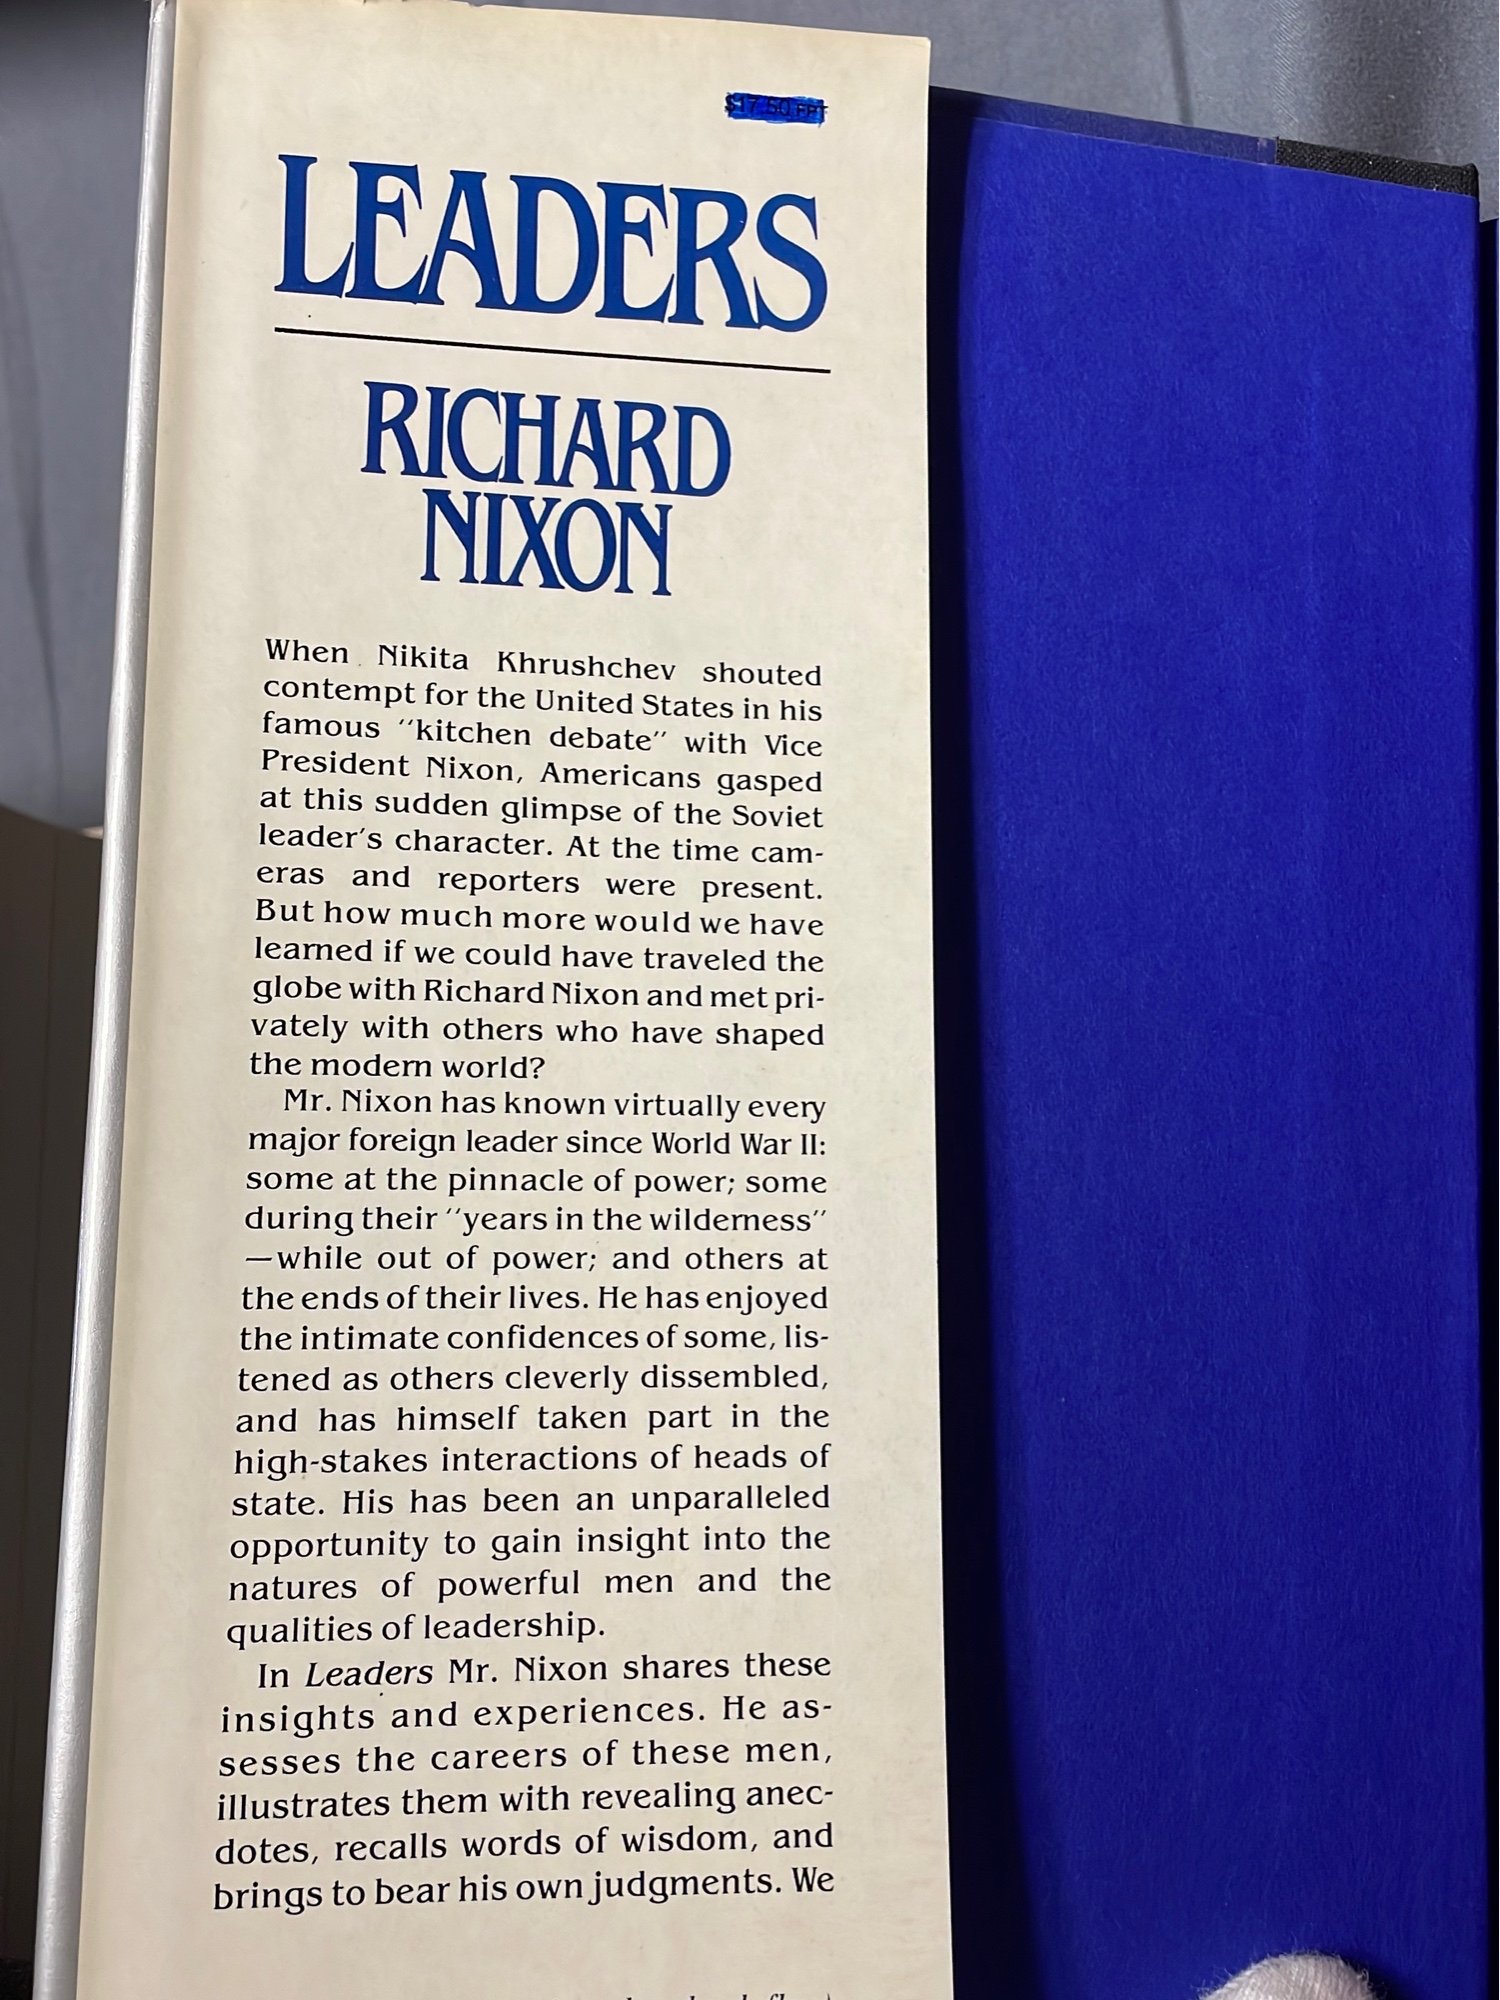 $17.50 FPT
LEADERS
RICHARD
NIXON
When Nikita Khrushchev shouted
contempt for the United States in his
famous "kitchen debate" with Vice
President Nixon, Americans gasped
at this sudden glimpse of the Soviet
leader's character. At the time cam-
eras and reporters were present.
But how much more would we have
learned if we could have traveled the
globe with Richard Nixon and met pri-
vately with others who have shaped
the modern world?
Mr. Nixon has known virtually every
major foreign leader since World War II:
some at the pinnacle of power; some
during their "years in the wilderness"
—while out of power; and others at
the ends of their lives. He has enjoyed
the intimate confidences of some, lis-
tened as others cleverly dissembled,
and has himself taken part in the
high-stakes interactions of heads of
state. His has been an unparalleled
opportunity to gain insight into the
natures of powerful men and the
qualities of leadership.
In Leaders Mr. Nixon shares these
insights and experiences. He as-
sesses the careers of these men,
illustrates them with revealing anec-
dotes, recalls words of wisdom, and
brings to bear his own judgments. We